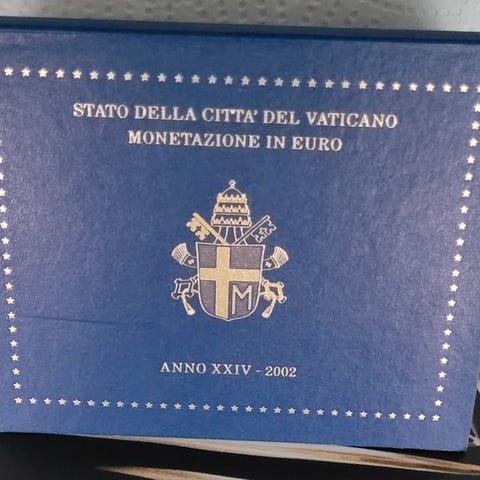 STATO DELLA CITTA' DEL VATICANO
MONETAZIONE IN EURO
M
ANNO XXIV - 2002